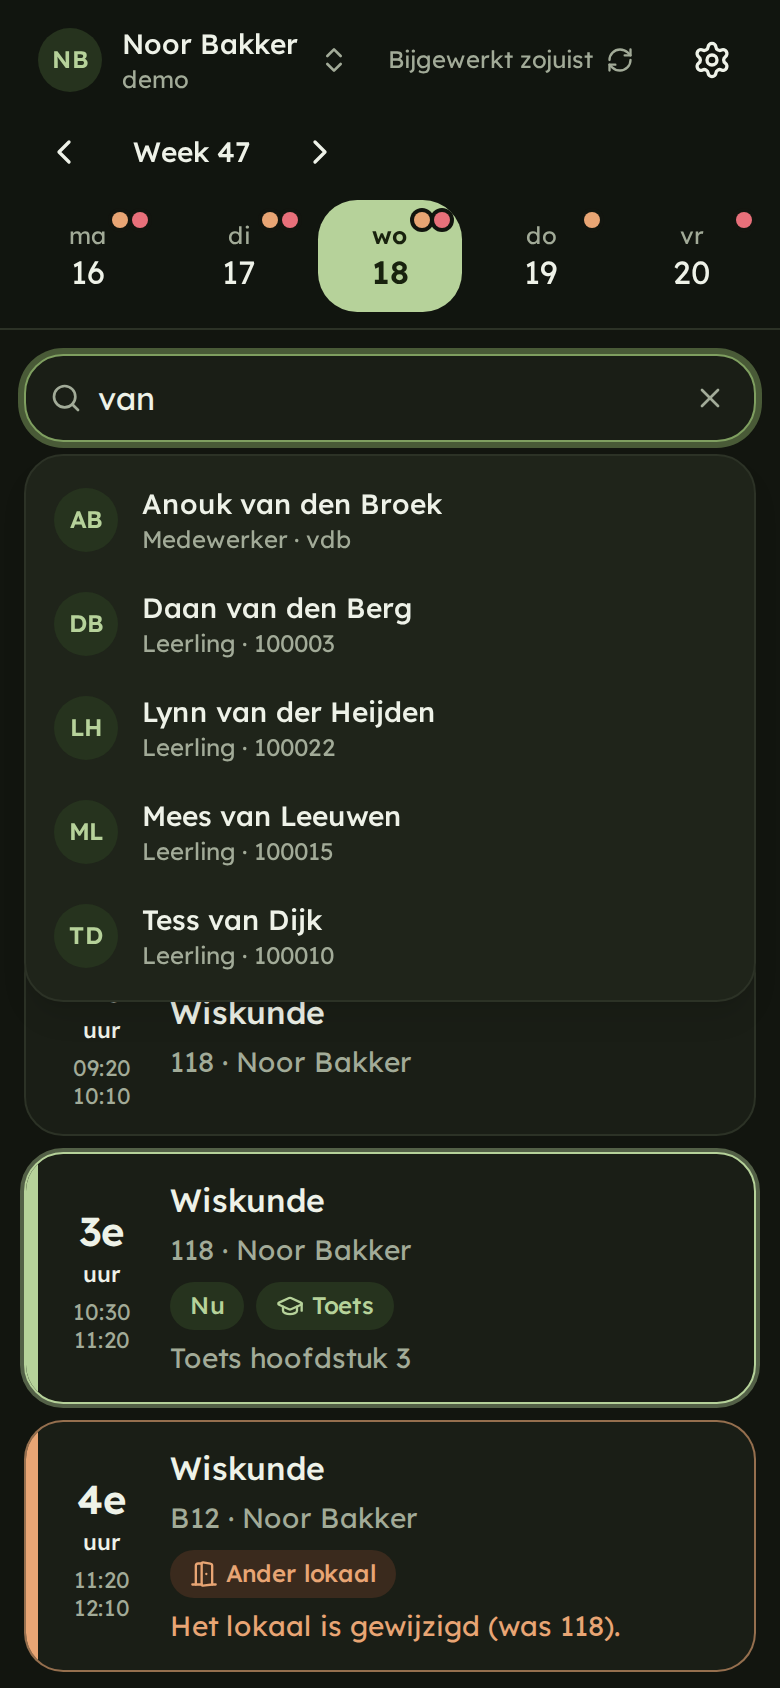 NB
Noor Bakker
demo
Bijgewerkt zojuist
Week 47
ma
16
di
17
wo
18
do
19
vr
20
van
AB
Anouk van den Broek
Medewerker · vdb
DB
Daan van den Berg
Leerling · 100003
LH
Lynn van der Heijden
Leerling · 100022
ML
Mees van Leeuwen
Leerling · 100015
TD
Tess van Dijk
Leerling · 100010
uur
09:20
10:10
Wiskunde
118 · Noor Bakker
3e
uur
10:30
11:20
Wiskunde
118 · Noor Bakker
Nu
Toets
Toets hoofdstuk 3
4e
uur
11:20
12:10
Wiskunde
B12 · Noor Bakker
Ander lokaal
Het lokaal is gewijzigd (was 118).